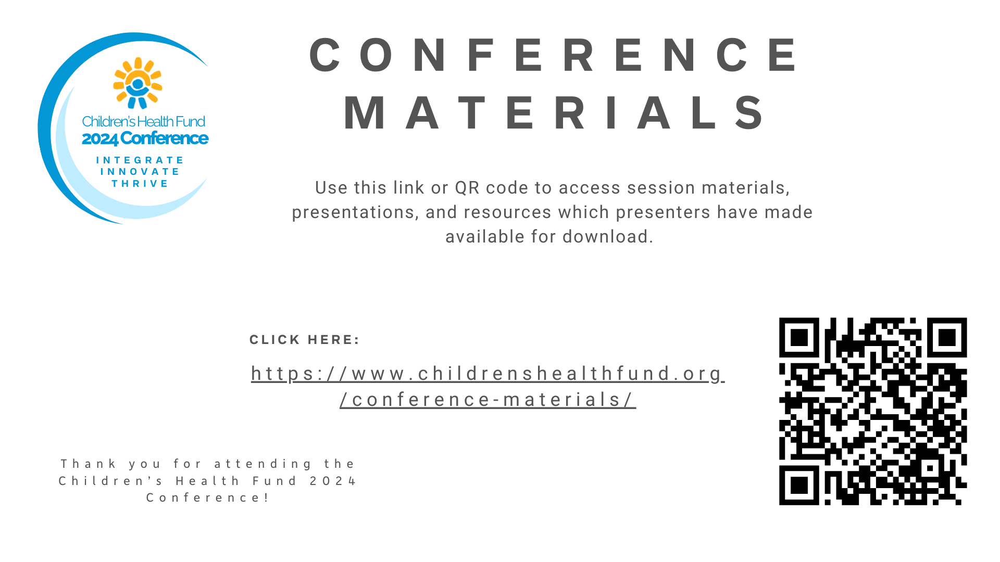 Children's Health Fund
2024 Conference
INTEGRATE
INNOVATE
THRIVE
CONFERENCE
MATERIALS
Use this link or QR code to access session materials,
presentations, and resources which presenters have made
available for download.
CLICK HERE:
https://www.childrenshealthfund.org
/conference-materials/
Thank you for attending the
Children’s Health Fund 2024
Conference!